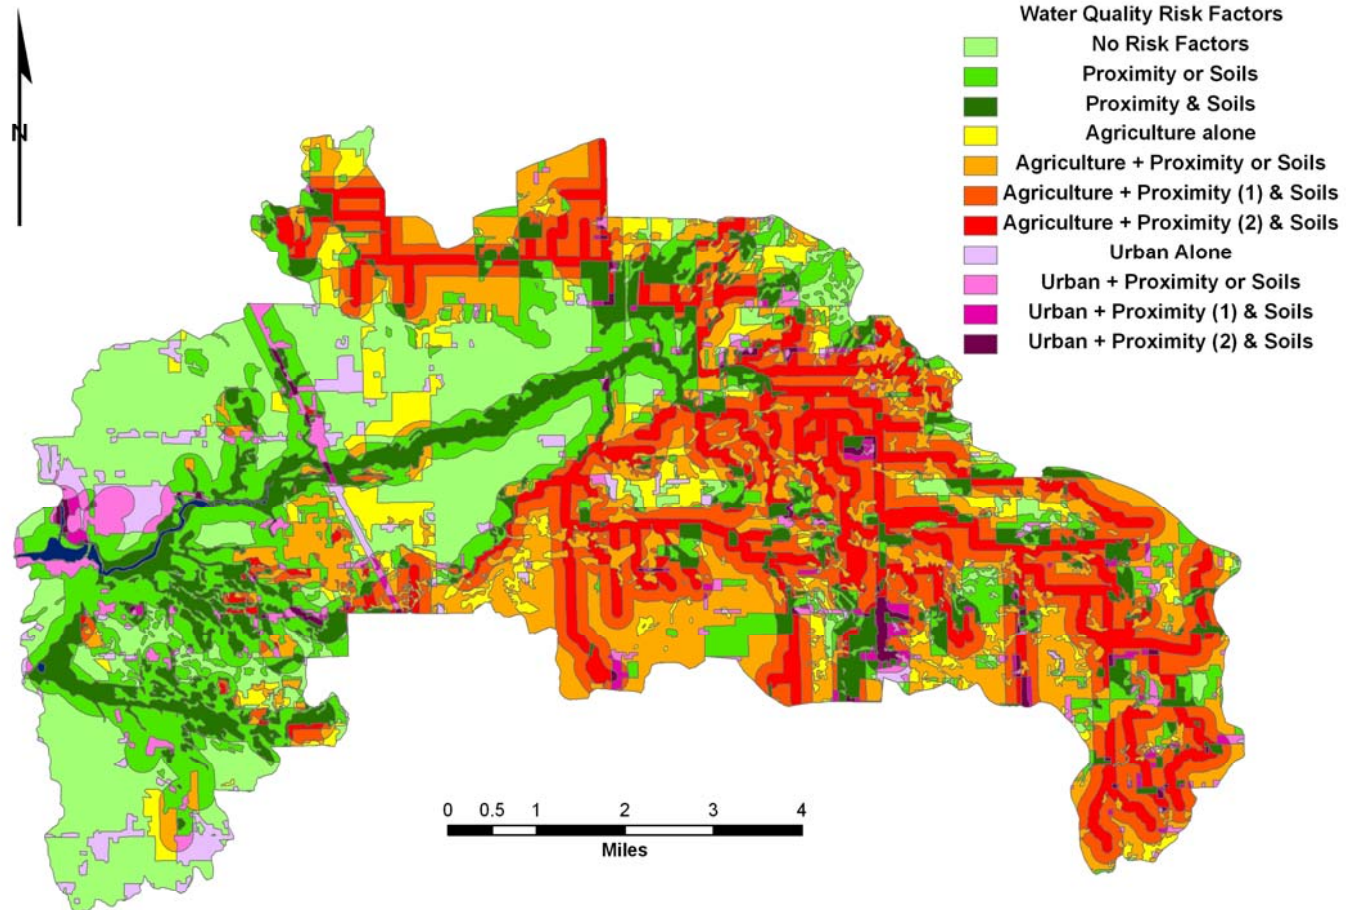 Water Quality Risk Factors
No Risk Factors
Proximity or Soils
Proximity & Soils
Agriculture alone
Agriculture + Proximity or Soils
Agriculture + Proximity (1) & Soils
Agriculture + Proximity (2) & Soils
Urban Alone
Urban + Proximity or Soils
Urban + Proximity (1) & Soils
Urban + Proximity (2) & Soils
N
0 0.5 1 2 3 4
Miles